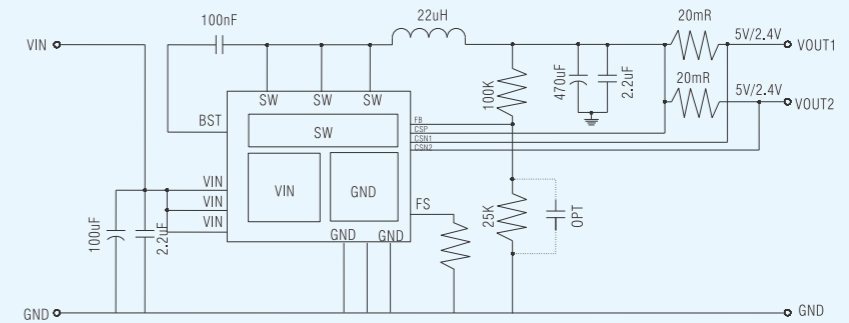 100nF
22uH
20mR
VIN
5V/2.4V
VOUT1
20mR
5V/2.4V
VOUT2
SW SW SW
100K
470uF
2.2uF
BST
SW
FB
CSP
CSN1
CSN2
VIN
VIN
VIN
VIN
GND
FS
100uF
2.2uF
25K
OPT
GND GND
GND
GND